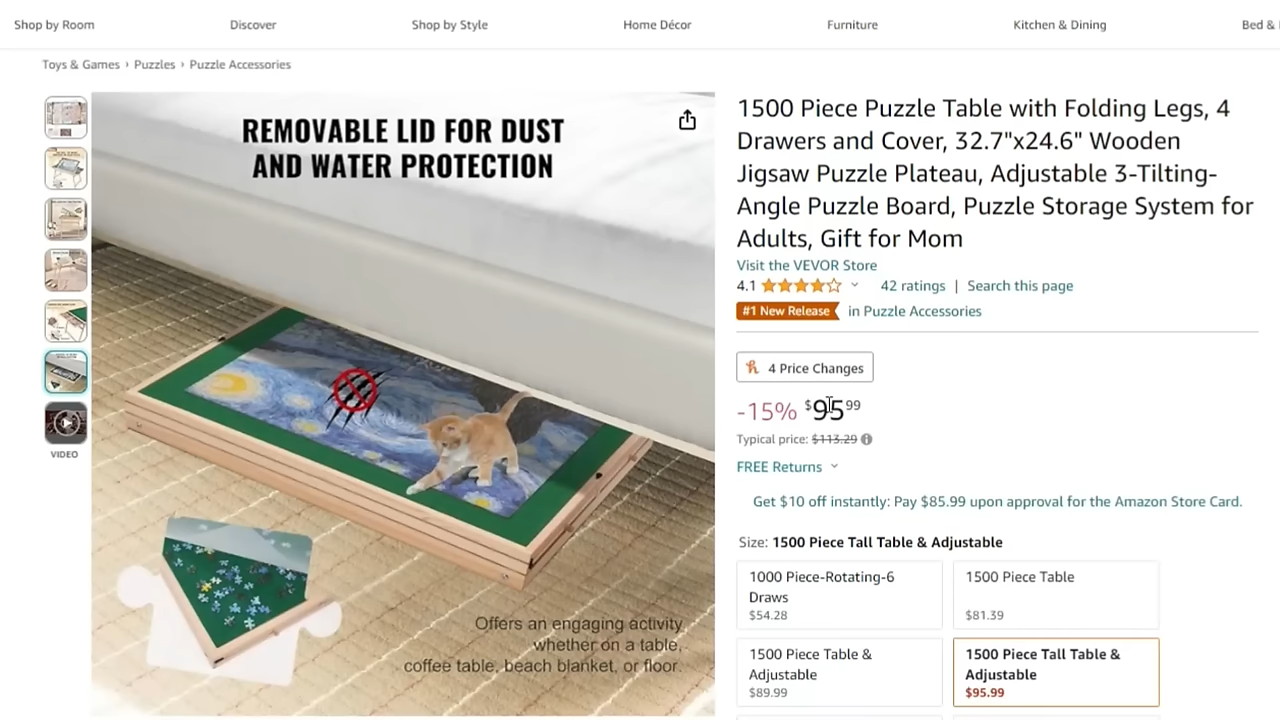 Shop by Room
Discover
Shop by Style
Home Décor
Furniture
Kitchen & Dining
Bed &
Toys & Games › Puzzles › Puzzle Accessories
REMOVABLE LID FOR DUST
AND WATER PROTECTION
Offers an engaging activity,
whether on a table,
coffee table, beach blanket, or floor.
VIDEO
1500 Piece Puzzle Table with Folding Legs, 4
Drawers and Cover, 32.7"x24.6" Wooden
Jigsaw Puzzle Plateau, Adjustable 3-Tilting-
Angle Puzzle Board, Puzzle Storage System for
Adults, Gift for Mom
Visit the VEVOR Store
4.1 42 ratings | Search this page
#1 New Release in Puzzle Accessories
4 Price Changes
-15% $95 99
Typical price: $113.29
FREE Returns
Get $10 off instantly: Pay $85.99 upon approval for the Amazon Store Card.
Size: 1500 Piece Tall Table & Adjustable
1000 Piece-Rotating-6
Draws
$54.28
1500 Piece Table
$81.39
1500 Piece Table &
Adjustable
$89.99
1500 Piece Tall Table &
Adjustable
$95.99